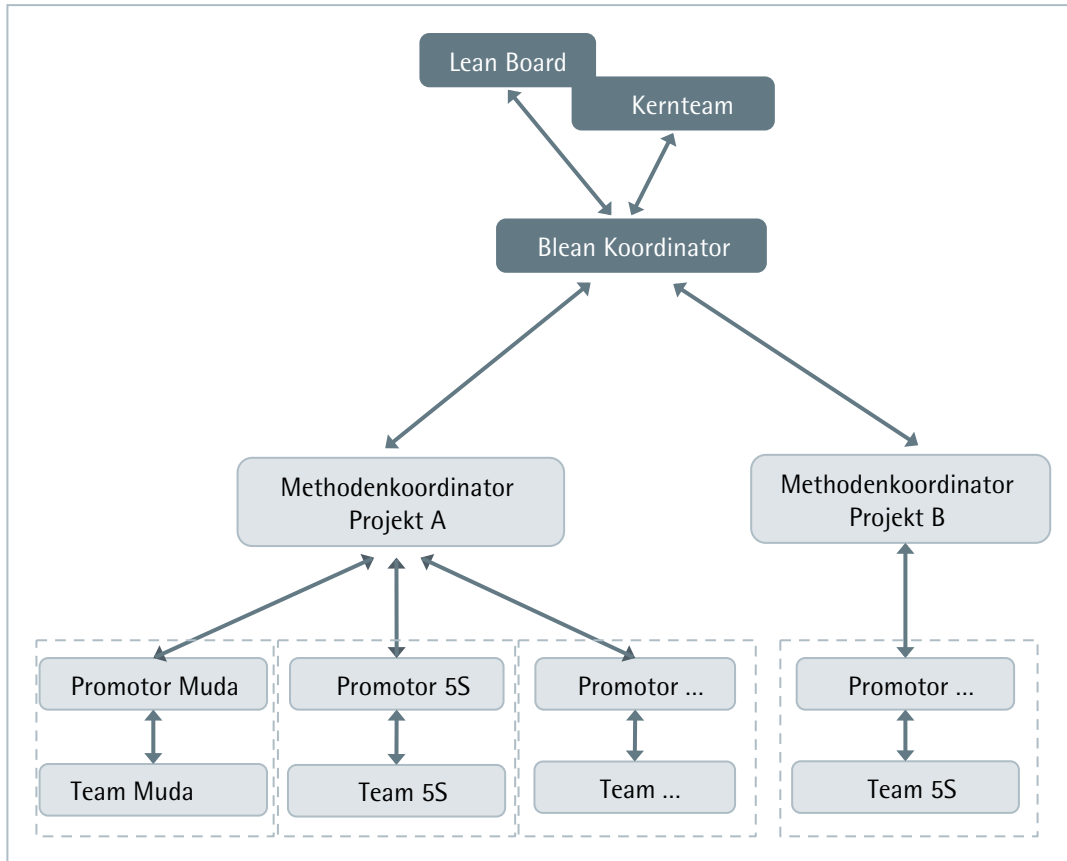 Lean Board
Kernteam
Blean Koordinator
Methodenkoordinator
Projekt A
Methodenkoordinator
Projekt B
Promotor Muda
Promotor 5S
Promotor ...
Promotor ...
Team Muda
Team 5S
Team ...
Team 5S